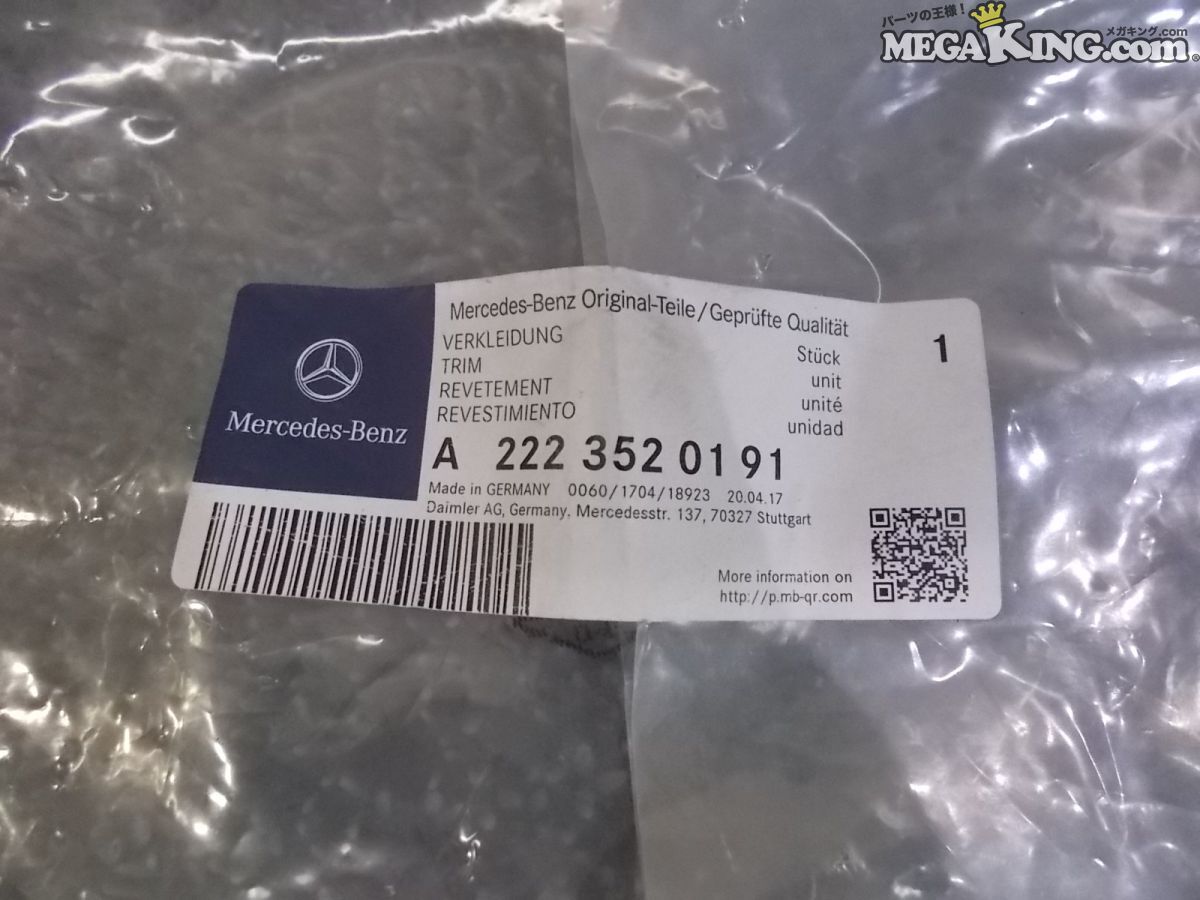 パーツの王様!
メガキング.com
MEGAKING.com®
Mercedes-Benz
Mercedes-Benz Original-Teile/Geprüfte Qualität
VERKLEIDUNG
TRIM
REVETEMENT
REVESTIMIENTO
Stück
unit
unité
unidad
1
A 222 352 01 91
Made in GERMANY 0060/1704/18923 20.04.17
Daimler AG, Germany, Mercedesstr. 137, 70327 Stuttgart
More information on
http://p.mb-qr.com